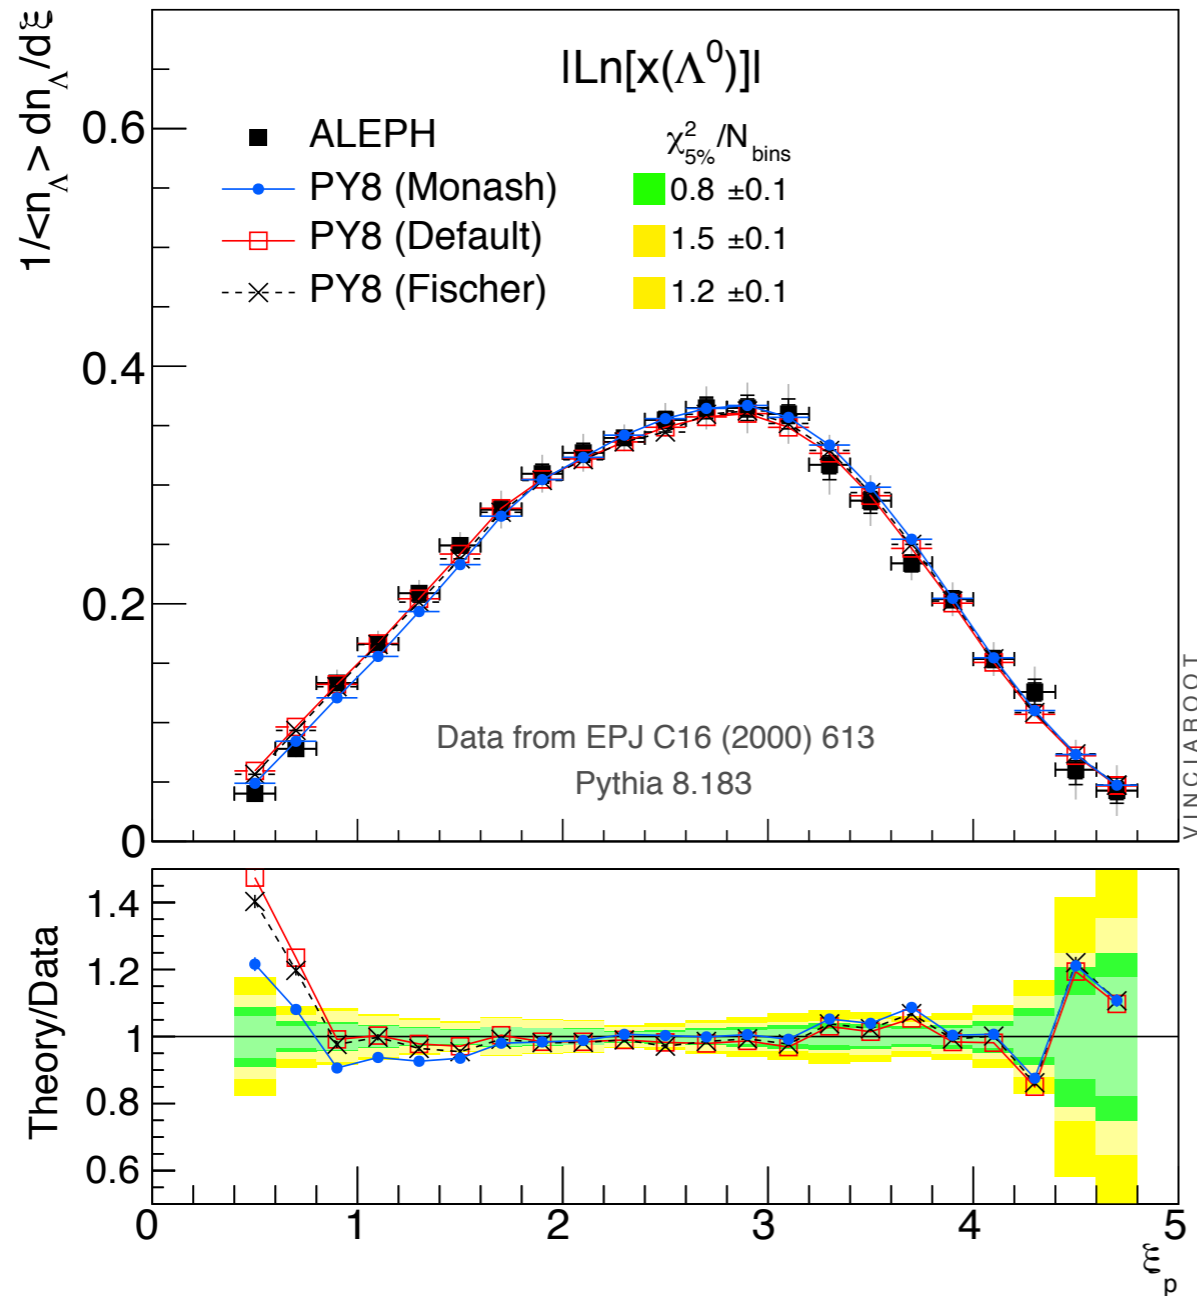 |Ln[x(Λ⁰)]|
1/<n_Λ> dn_Λ/dξ
ALEPH
χ²_5%/N_bins
PY8 (Monash)
0.8 ±0.1
PY8 (Default)
1.5 ±0.1
PY8 (Fischer)
1.2 ±0.1
0.6
0.4
0.2
0
Data from EPJ C16 (2000) 613
Pythia 8.183
VINCIAROOT
Theory/Data
1.4
1.2
1
0.8
0.6
0 1 2 3 4 5
ξ_p